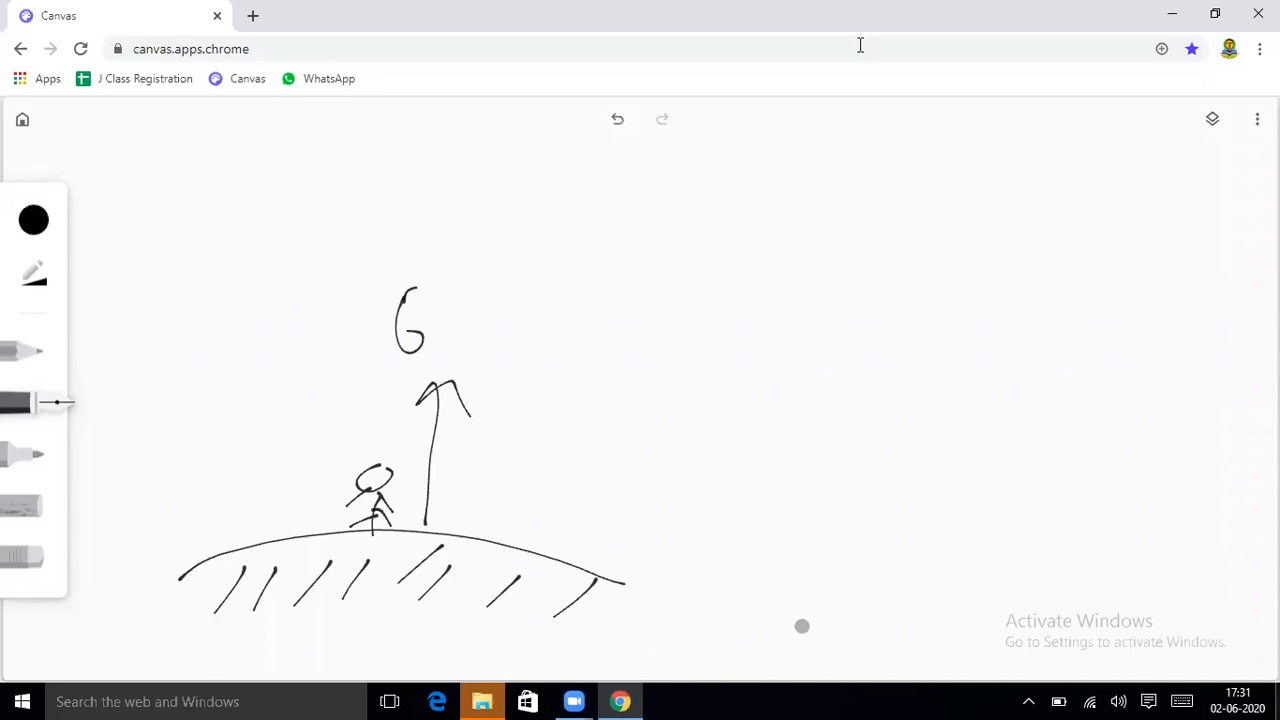 Canvas
canvas.apps.chrome
Apps J Class Registration Canvas WhatsApp
6
Activate Windows
Go to Settings to activate Windows.
Search the web and Windows
17:31
02-06-2020